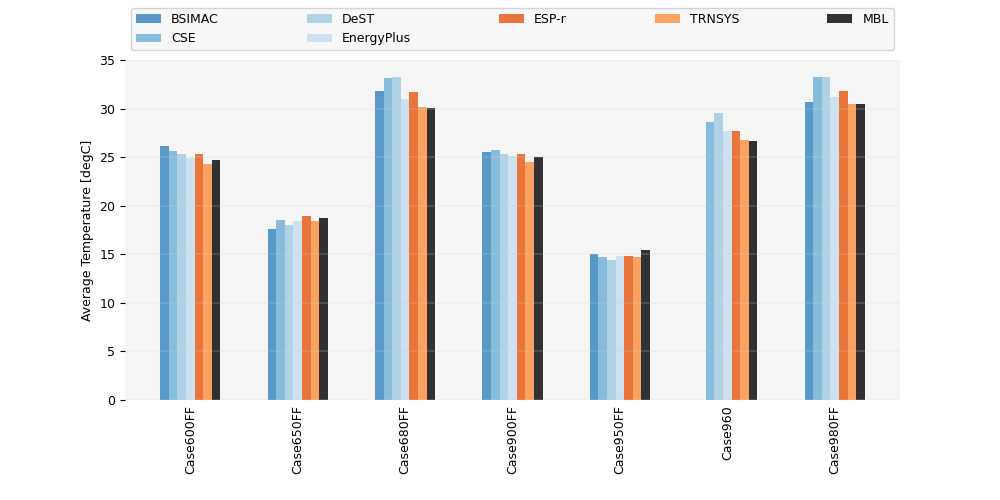 BSIMAC DeST ESP-r TRNSYS MBL
CSE EnergyPlus
Average Temperature [degC]
35
30
25
20
15
10
5
0
Case600FF Case650FF Case680FF Case900FF Case950FF Case960 Case980FF